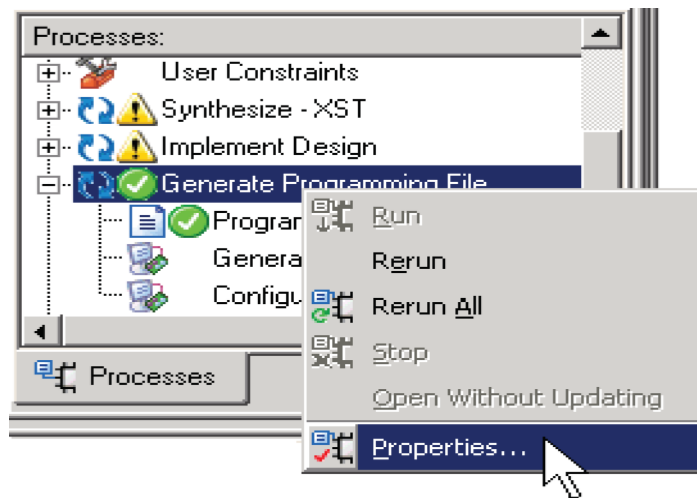 Processes:
User Constraints
Synthesize - XST
Implement Design
Generate Programming File
Run
Rerun
Rerun All
Stop
Open Without Updating
Properties...
Processes